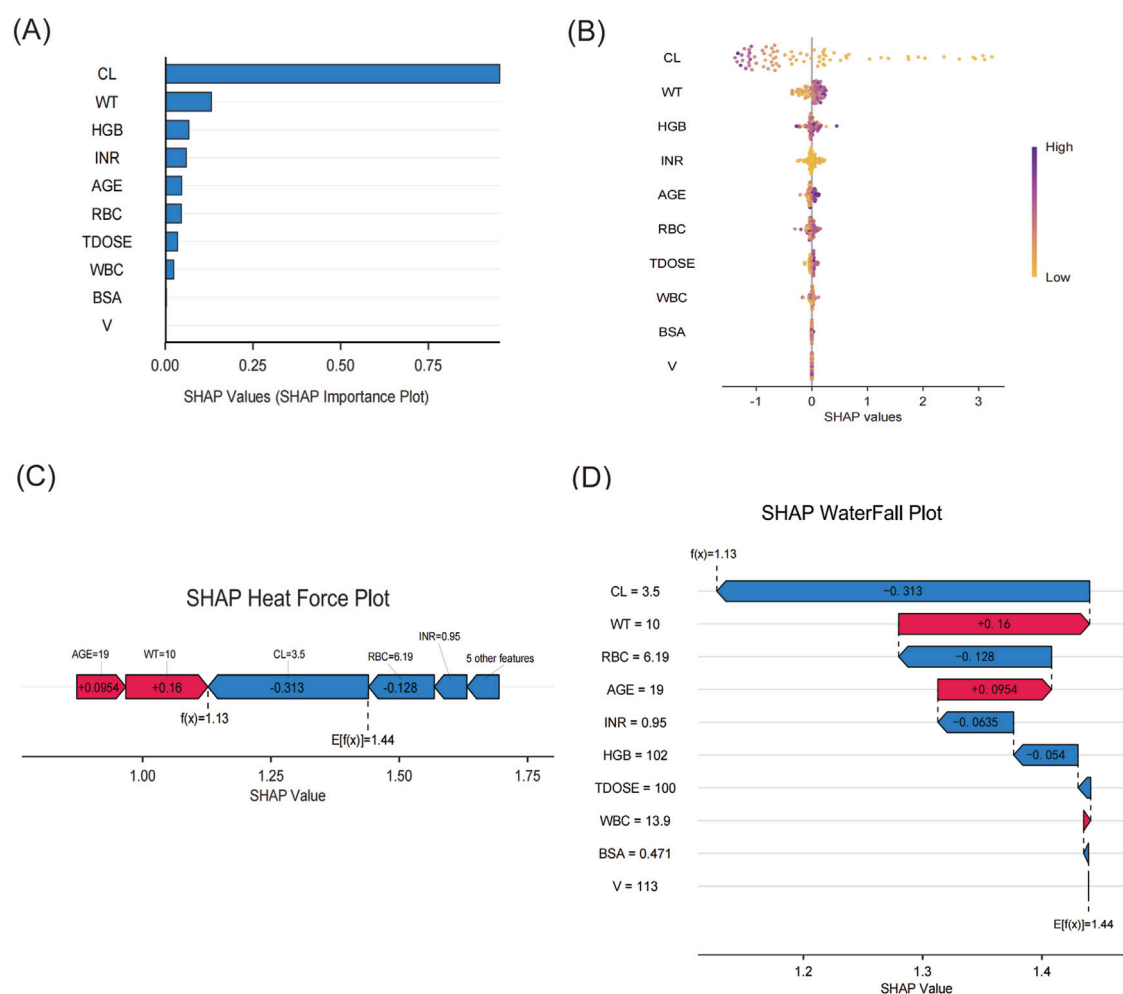 (A)
CL
WT
HGB
INR
AGE
RBC
TDOSE
WBC
BSA
V
0.00 0.25 0.50 0.75
SHAP Values (SHAP Importance Plot)
(B)
CL
WT
HGB
INR
AGE
RBC
TDOSE
WBC
BSA
V
-1 0 1 2 3
SHAP values
High
Low
(C)
SHAP Heat Force Plot
INR=0.95
AGE=19 WT=10 CL=3.5 RBC=6.19 5 other features
+0.0954 +0.16 -0.313 -0.128
f(x)=1.13
E[f(x)]=1.44
1.00 1.25 1.50 1.75
SHAP Value
(D)
SHAP WaterFall Plot
f(x)=1.13
CL = 3.5 −0. 313
WT = 10 +0. 16
RBC = 6.19 −0. 128
AGE = 19 +0. 0954
INR = 0.95 −0. 0635
HGB = 102 −0. 054
TDOSE = 100
WBC = 13.9
BSA = 0.471
V = 113
E[f(x)]=1.44
1.2 1.3 1.4
SHAP Value